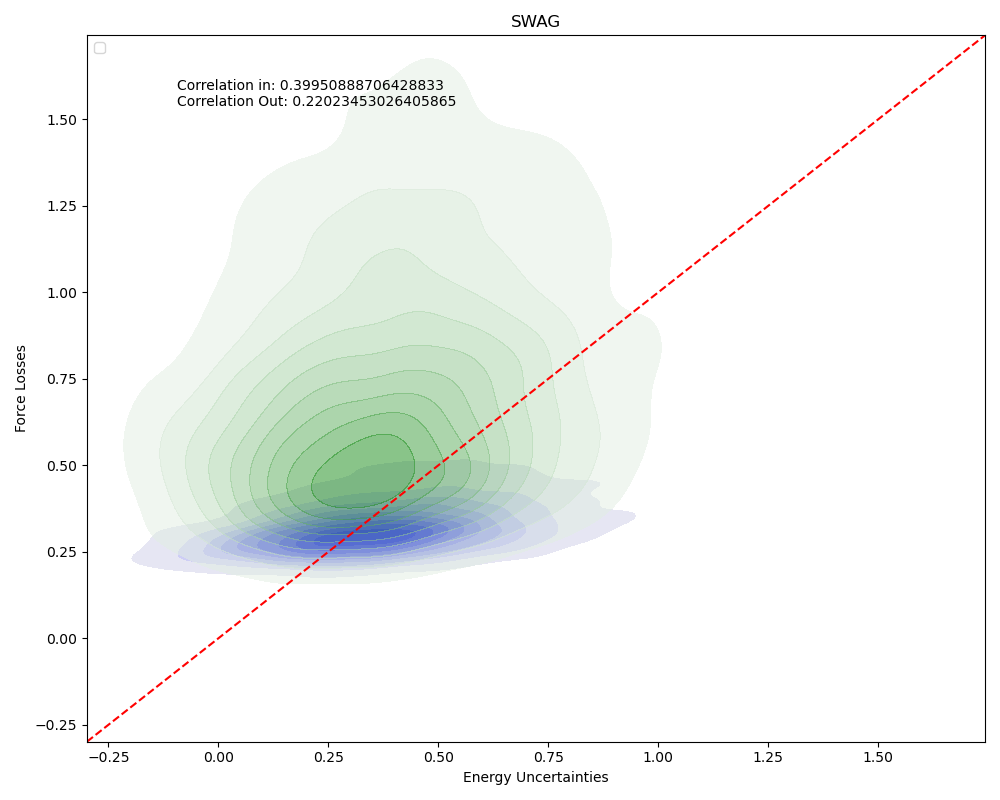 SWAG
Correlation in: 0.39950888706428833
Correlation Out: 0.22023453026405865
1.50
1.25
1.00
0.75
0.50
0.25
0.00
−0.25
Force Losses
−0.25 0.00 0.25 0.50 0.75 1.00 1.25 1.50
Energy Uncertainties